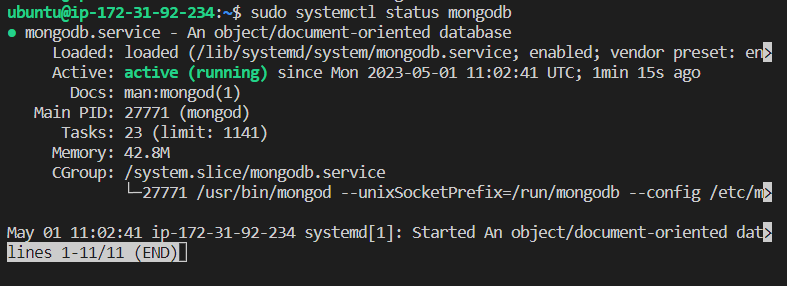 ubuntu@ip-172-31-92-234:~$ sudo systemctl status mongodb
● mongodb.service - An object/document-oriented database
Loaded: loaded (/lib/systemd/system/mongodb.service; enabled; vendor preset: en>
Active: active (running) since Mon 2023-05-01 11:02:41 UTC; 1min 15s ago
Docs: man:mongod(1)
Main PID: 27771 (mongod)
Tasks: 23 (limit: 1141)
Memory: 42.8M
CGroup: /system.slice/mongodb.service
└─27771 /usr/bin/mongod --unixSocketPrefix=/run/mongodb --config /etc/m>
May 01 11:02:41 ip-172-31-92-234 systemd[1]: Started An object/document-oriented dat>
lines 1-11/11 (END)